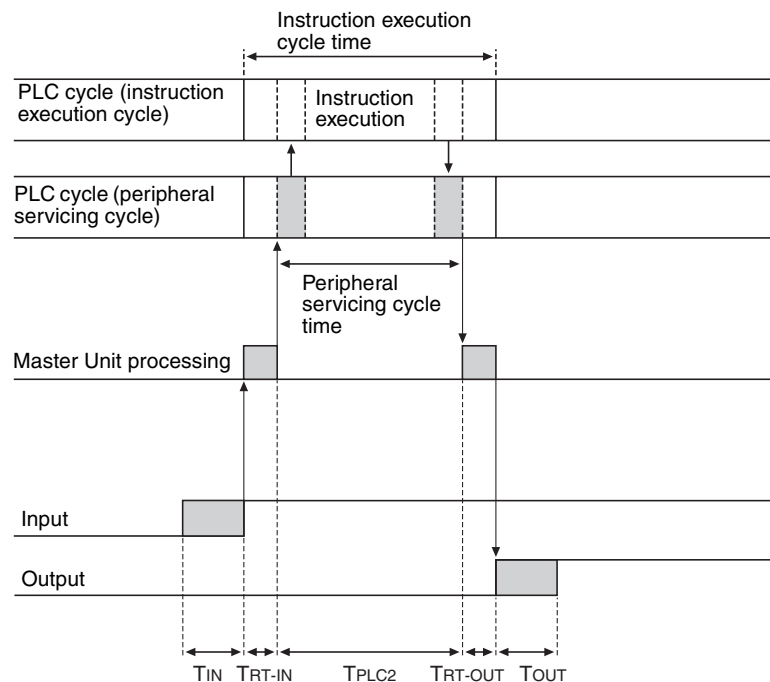 Instruction execution
cycle time
PLC cycle (instruction
execution cycle)
Instruction
execution
PLC cycle (peripheral
servicing cycle)
Peripheral
servicing cycle
time
Master Unit processing
Input
Output
TIN TRT-IN TPLC2 TRT-OUT TOUT